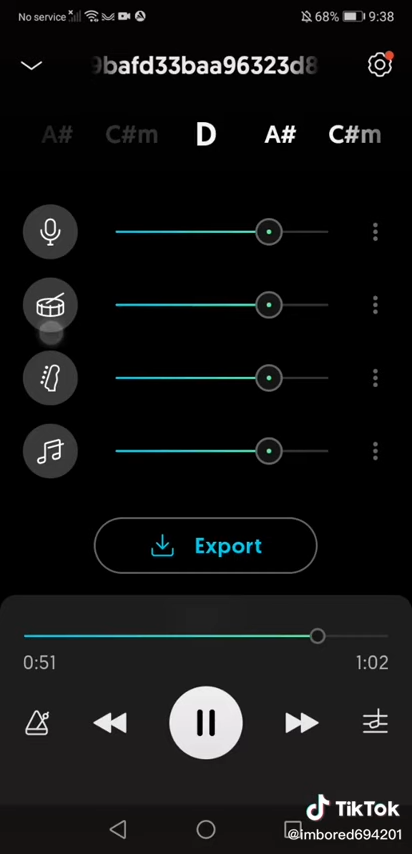 No service 68% 9:38
9bafd33baa96323d8
A# C#m D A# C#m
Export
0:51 1:02
TikTok
@imbored694201